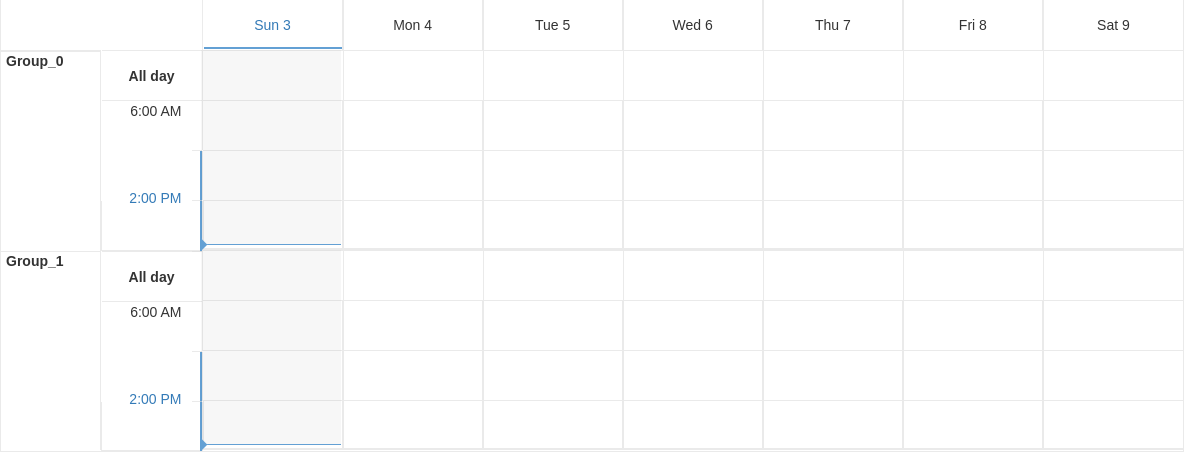 Sun 3 Mon 4 Tue 5 Wed 6 Thu 7 Fri 8 Sat 9
Group_0
All day
6:00 AM
2:00 PM
Group_1
All day
6:00 AM
2:00 PM